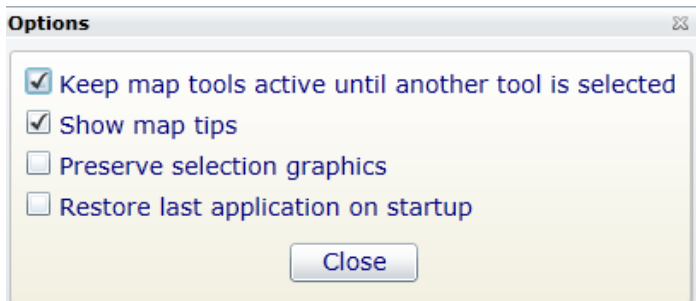 Options
Keep map tools active until another tool is selected
Show map tips
Preserve selection graphics
Restore last application on startup
Close